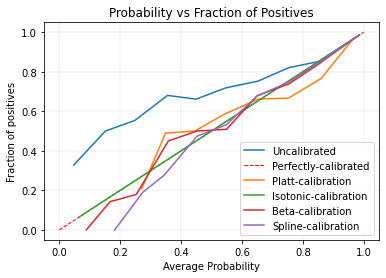 Probability vs Fraction of Positives
Fraction of positives
1.0
0.8
0.6
0.4
0.2
0.0
Uncalibrated
Perfectly-calibrated
Platt-calibration
Isotonic-calibration
Beta-calibration
Spline-calibration
0.0 0.2 0.4 0.6 0.8 1.0
Average Probability